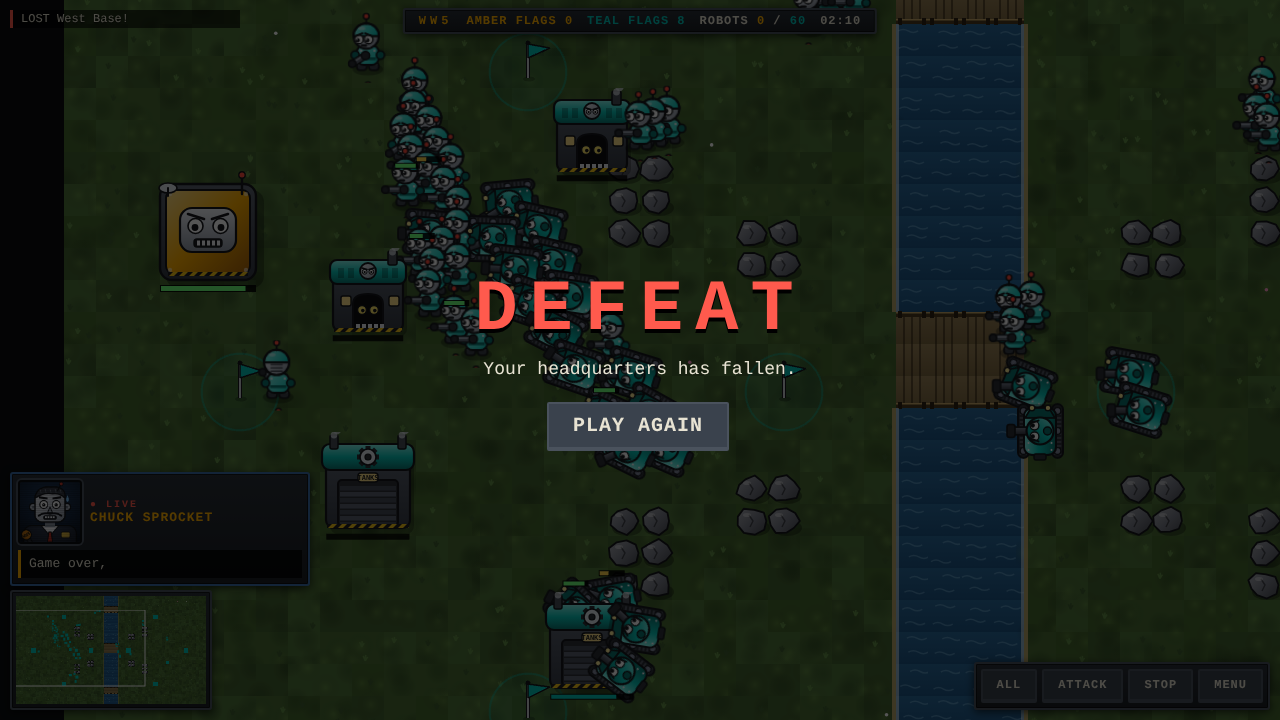 LOST West Base!
WW5 AMBER FLAGS 0 TEAL FLAGS 8 ROBOTS 0 / 60 02:10
DEFEAT
Your headquarters has fallen.
PLAY AGAIN
● LIVE
CHUCK SPROCKET
Game over,
ALL ATTACK STOP MENU